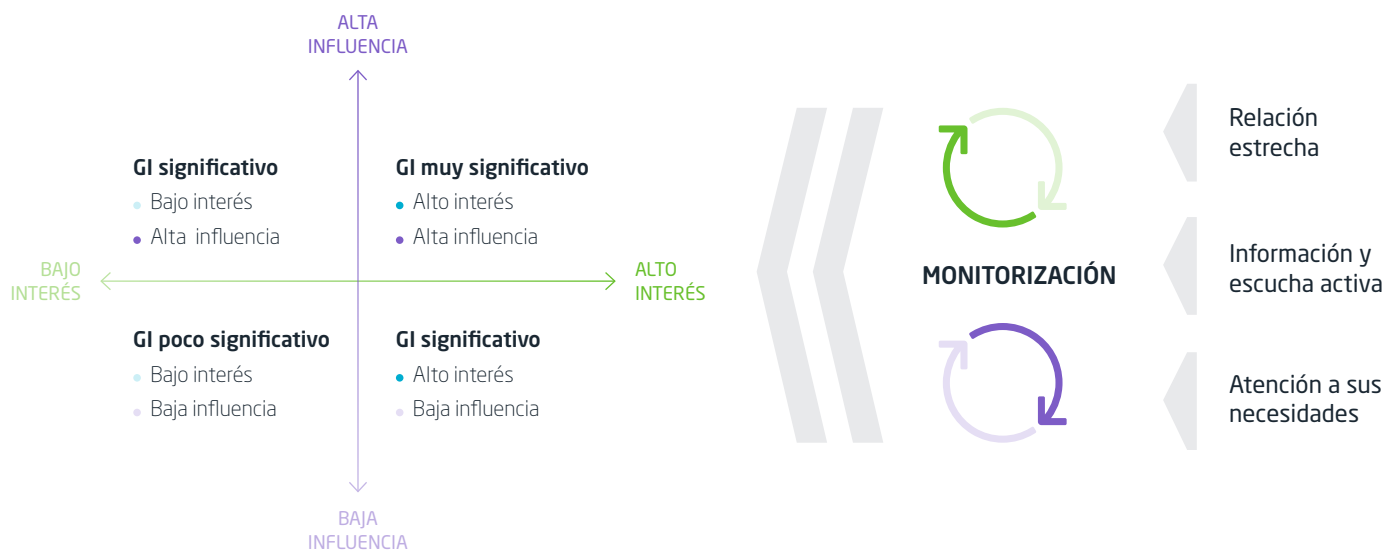 ALTA
INFLUENCIA
GI significativo
Bajo interés
Alta influencia
GI muy significativo
Alto interés
Alta influencia
BAJO
INTERÉS
ALTO
INTERÉS
GI poco significativo
Bajo interés
Baja influencia
GI significativo
Alto interés
Baja influencia
BAJA
INFLUENCIA
MONITORIZACIÓN
Relación
estrecha
Información y
escucha activa
Atención a sus
necesidades